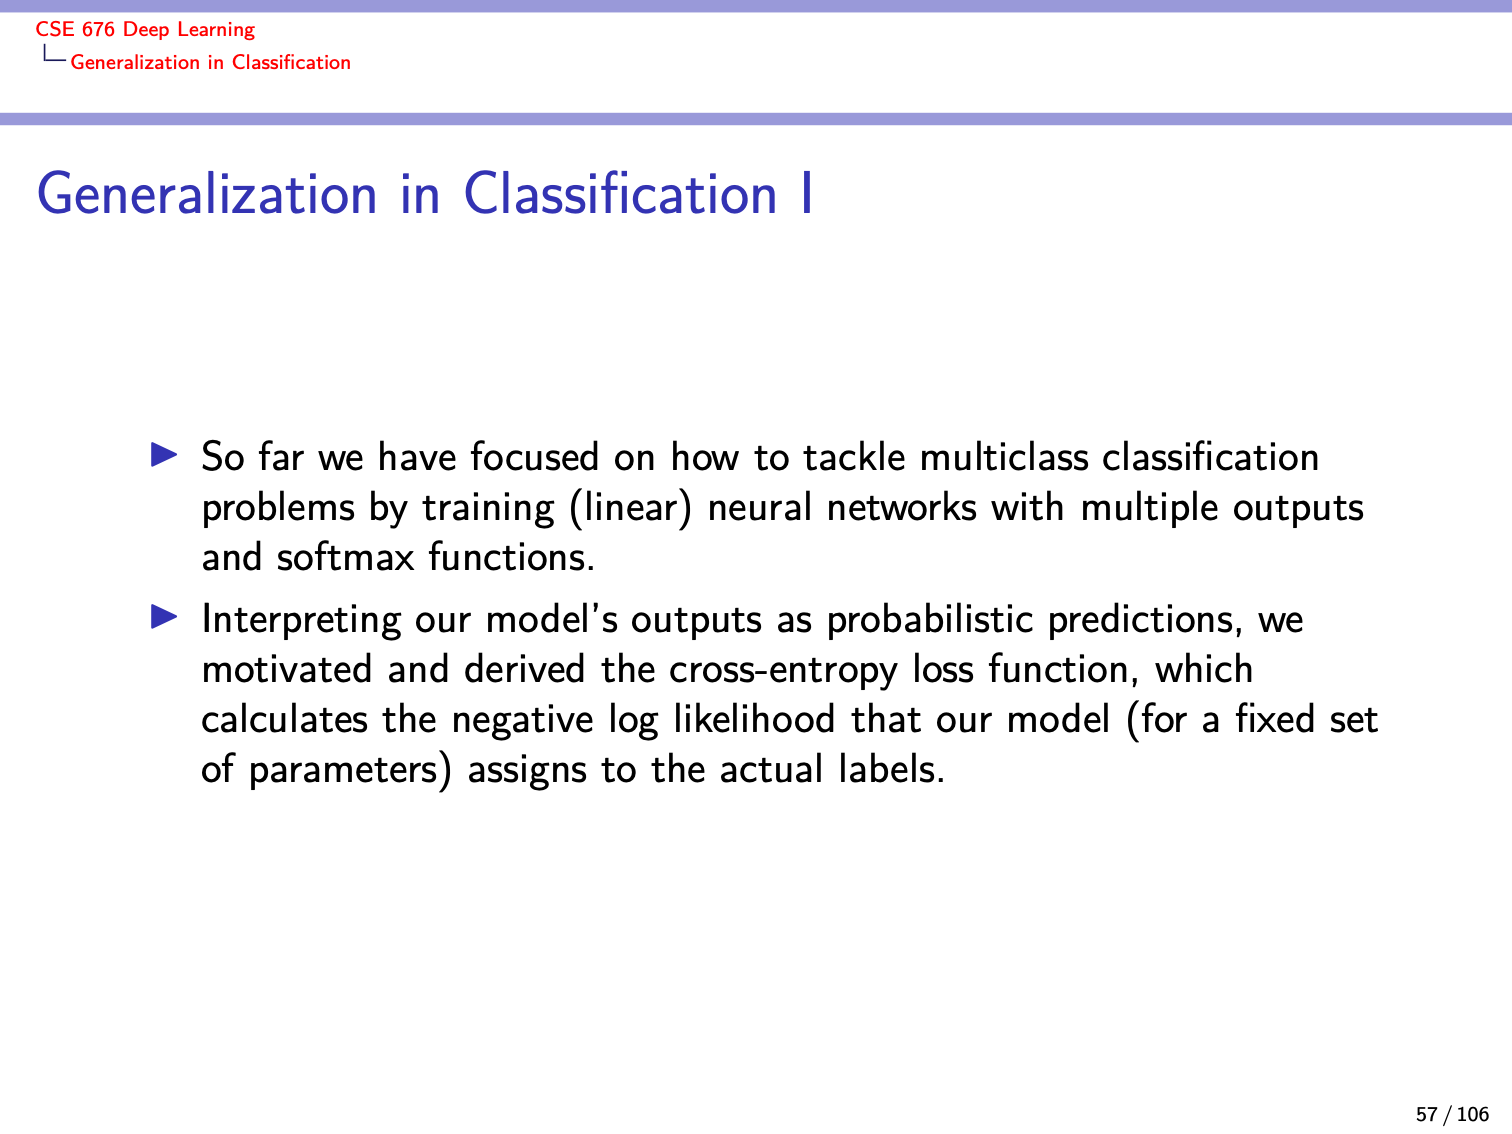 CSE 676 Deep Learning
Generalization in Classification
Generalization in Classification I
So far we have focused on how to tackle multiclass classification
problems by training (linear) neural networks with multiple outputs
and softmax functions.
Interpreting our model's outputs as probabilistic predictions, we
motivated and derived the cross-entropy loss function, which
calculates the negative log likelihood that our model (for a fixed set
of parameters) assigns to the actual labels.
57 / 106